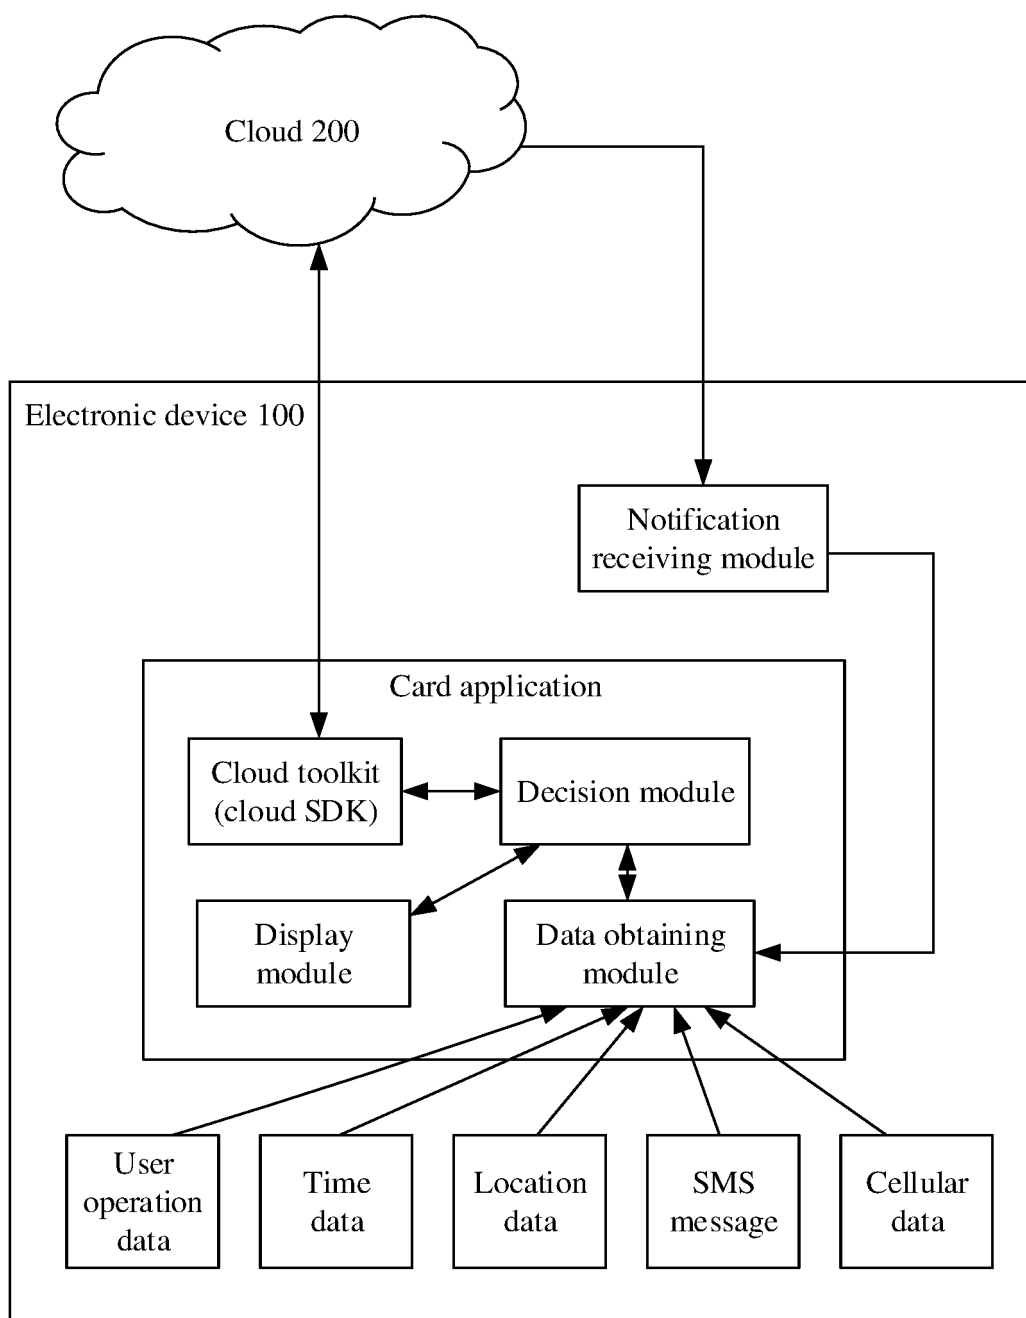 Cloud 200
Electronic device 100
Notification
receiving module
Card application
Cloud toolkit
(cloud SDK)
Decision module
Display
module
Data obtaining
module
User
operation
data
Time
data
Location
data
SMS
message
Cellular
data